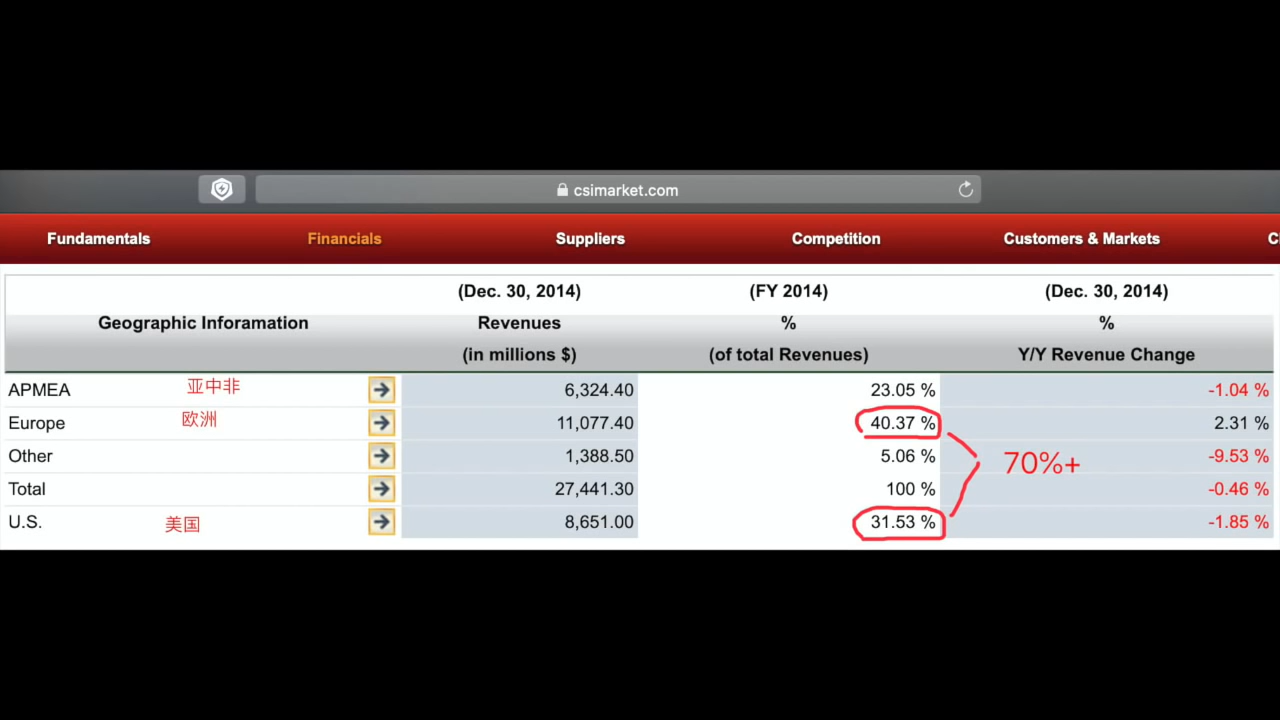 csimarket.com
Fundamentals Financials Suppliers Competition Customers & Markets C
(Dec. 30, 2014) (FY 2014) (Dec. 30, 2014)
Geographic Inforamation Revenues % %
(in millions $) (of total Revenues) Y/Y Revenue Change
APMEA 亚中非 6,324.40 23.05 % -1.04 %
Europe 欧洲 11,077.40 40.37 % 2.31 %
Other 1,388.50 5.06 % -9.53 %
70%+
Total 27,441.30 100 % -0.46 %
U.S. 美国 8,651.00 31.53 % -1.85 %